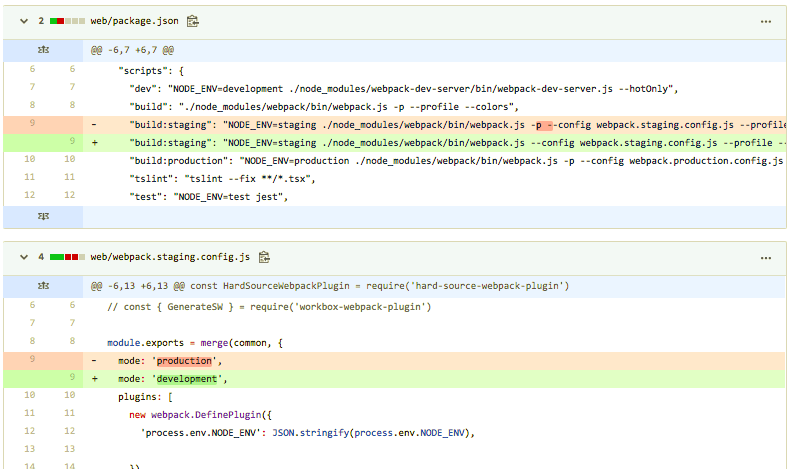 2 web/package.json
@@ -6,7 +6,7 @@
6 6 "scripts": {
7 7 "dev": "NODE_ENV=development ./node_modules/webpack-dev-server/bin/webpack-dev-server.js --hotOnly",
8 8 "build": "./node_modules/webpack/bin/webpack.js -p --profile --colors",
9 - "build:staging": "NODE_ENV=staging ./node_modules/webpack/bin/webpack.js -p --config webpack.staging.config.js --profile
9 + "build:staging": "NODE_ENV=staging ./node_modules/webpack/bin/webpack.js --config webpack.staging.config.js --profile --
10 10 "build:production": "NODE_ENV=production ./node_modules/webpack/bin/webpack.js -p --config webpack.production.config.js
11 11 "tslint": "tslint --fix **/*.tsx",
12 12 "test": "NODE_ENV=test jest",
4 web/webpack.staging.config.js
@@ -6,13 +6,13 @@ const HardSourceWebpackPlugin = require('hard-source-webpack-plugin')
6 6 // const { GenerateSW } = require('workbox-webpack-plugin')
7 7
8 8 module.exports = merge(common, {
9 - mode: 'production',
9 + mode: 'development',
10 10 plugins: [
11 11 new webpack.DefinePlugin({
12 12 'process.env.NODE_ENV': JSON.stringify(process.env.NODE_ENV),
13 13
14 14 })